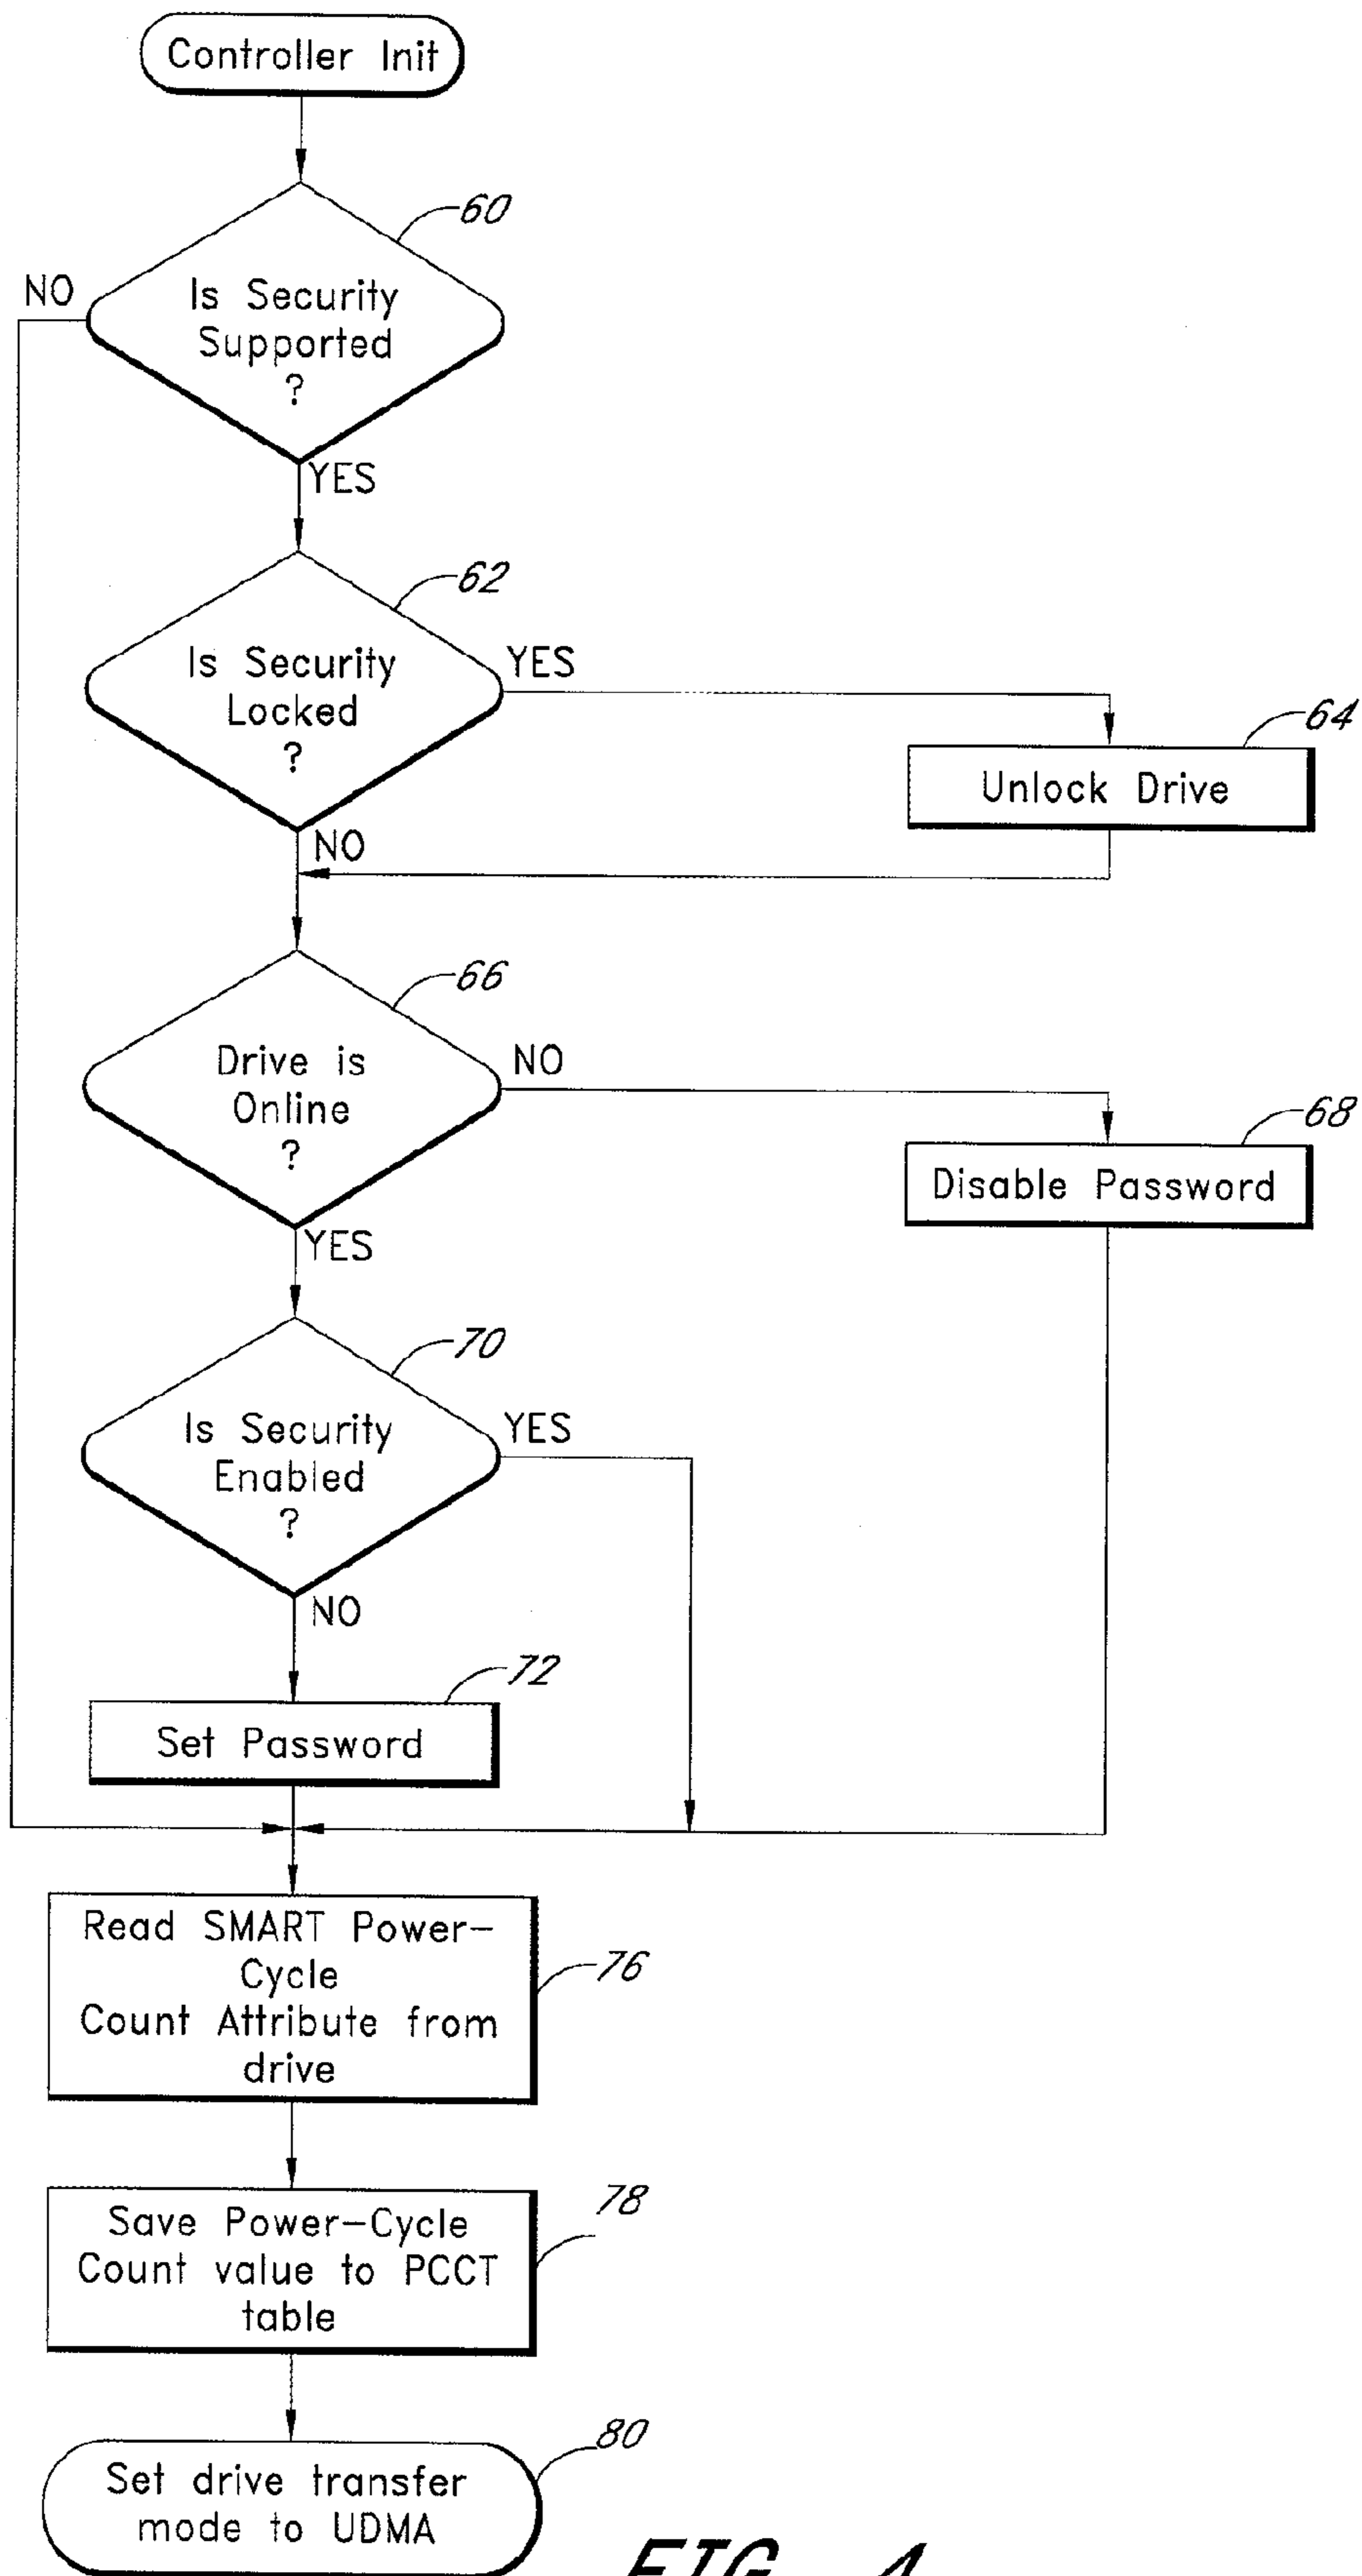 Controller Init
60
NO
Is Security
Supported
?
YES
62
Is Security
Locked
?
YES
64
Unlock Drive
NO
66
Drive is
Online
?
NO
68
Disable Password
YES
70
Is Security
Enabled
?
YES
NO
72
Set Password
Read SMART Power-
Cycle
Count Attribute from
drive
76
78
Save Power-Cycle
Count value to PCCT
table
80
Set drive transfer
mode to UDMA
FIG. 4